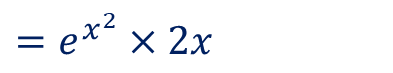 = e^{x^2} × 2x